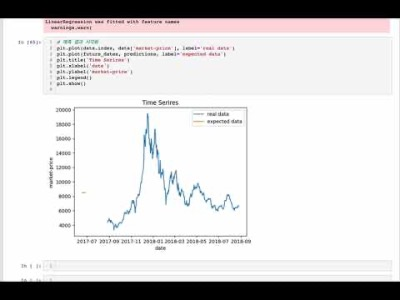 LinearRegression was fitted with feature names
warnings.warn(
In [49]:
1 # 예측 결과 시각화
2 plt.plot(data.index, data['market-price'], label='real data')
3 plt.plot(future_dates, predictions, label='expected data')
4 plt.title('Time Serires')
5 plt.xlabel('date')
6 plt.ylabel('market-price')
7 plt.legend()
8 plt.show()
Time Serires
real data
expected data
20000
18000
16000
14000
12000
10000
8000
6000
4000
market-price
2017-07 2017-09 2017-11 2018-01 2018-03 2018-05 2018-07 2018-09
date
In [ ]:
In [ ]: